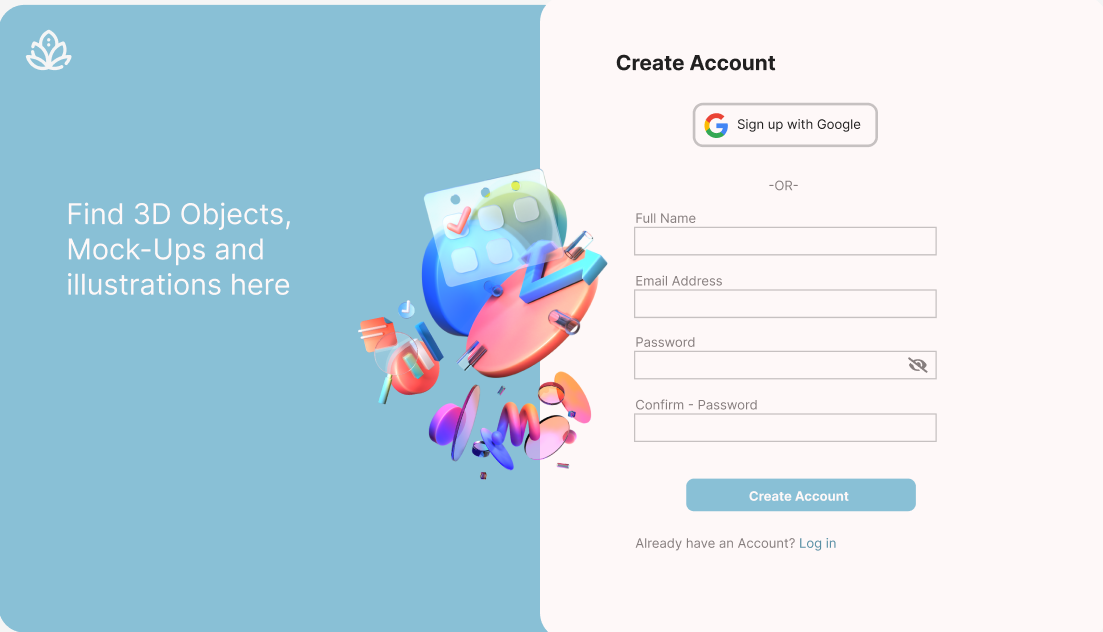 Find 3D Objects,
Mock-Ups and
illustrations here
Create Account
Sign up with Google
-OR-
Full Name
Email Address
Password
Confirm - Password
Create Account
Already have an Account? Log in